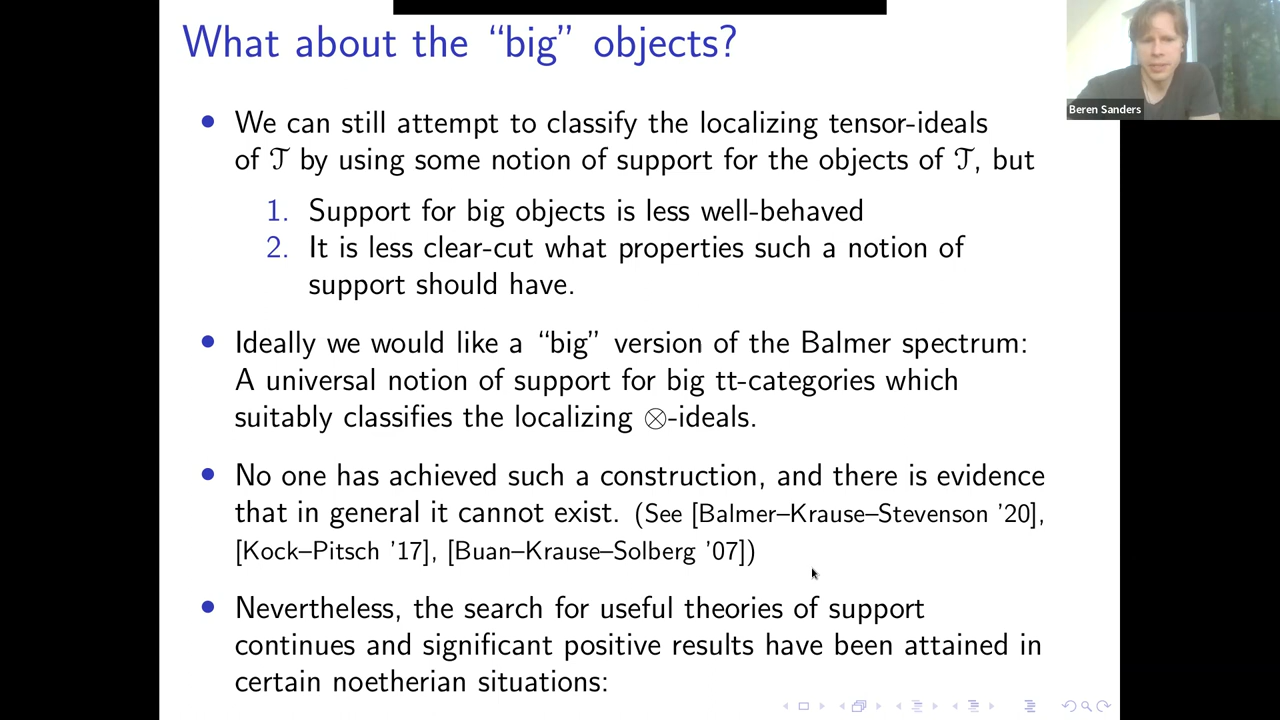 What about the “big” objects?
Beren Sanders
• We can still attempt to classify the localizing tensor-ideals
of 𝒯 by using some notion of support for the objects of 𝒯, but
1. Support for big objects is less well-behaved
2. It is less clear-cut what properties such a notion of
support should have.
• Ideally we would like a “big” version of the Balmer spectrum:
A universal notion of support for big tt-categories which
suitably classifies the localizing ⊗-ideals.
• No one has achieved such a construction, and there is evidence
that in general it cannot exist. (See [Balmer–Krause–Stevenson ’20],
[Kock–Pitsch ’17], [Buan–Krause–Solberg ’07])
• Nevertheless, the search for useful theories of support
continues and significant positive results have been attained in
certain noetherian situations: